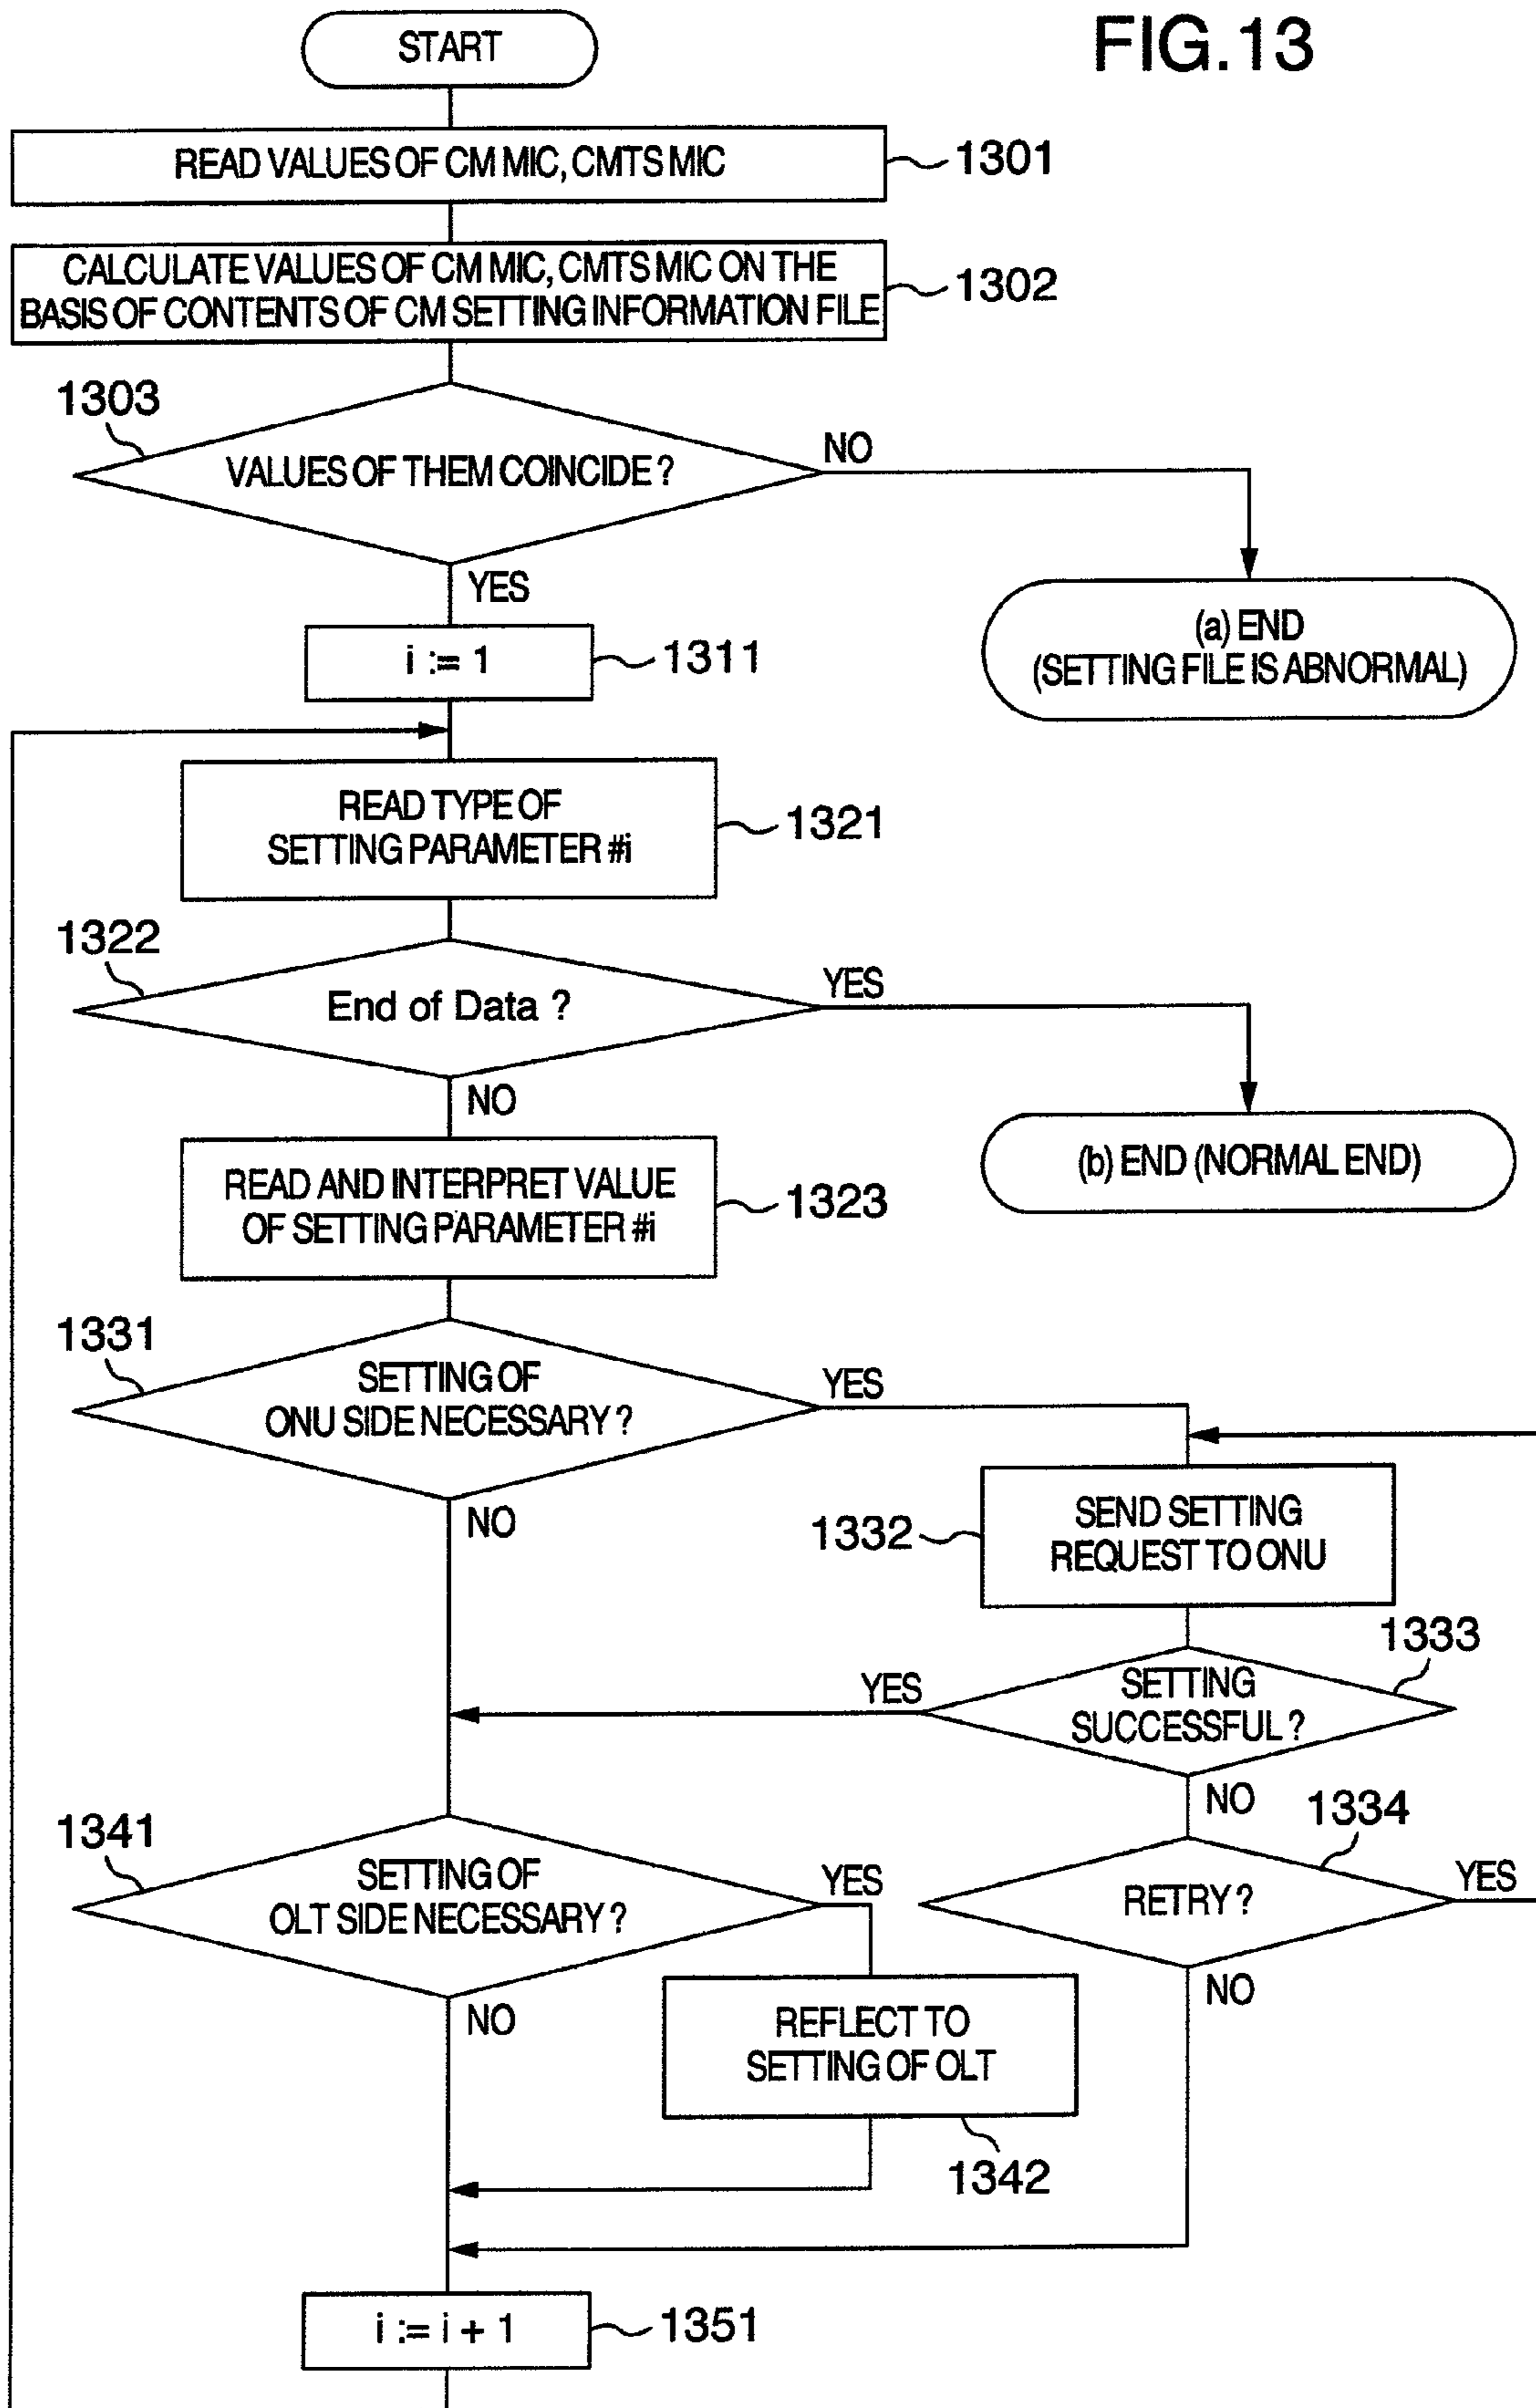 FIG.13
START
READ VALUES OF CM MIC, CMTS MIC
1301
CALCULATE VALUES OF CM MIC, CMTS MIC ON THE
BASIS OF CONTENTS OF CM SETTING INFORMATION FILE
1302
1303
VALUES OF THEM COINCIDE ?
NO
YES
(a) END
(SETTING FILE IS ABNORMAL)
i := 1
1311
READ TYPE OF
SETTING PARAMETER #i
1321
1322
End of Data ?
YES
NO
(b) END (NORMAL END)
READ AND INTERPRET VALUE
OF SETTING PARAMETER #i
1323
1331
SETTING OF
ONU SIDE NECESSARY ?
YES
NO
1332
SEND SETTING
REQUEST TO ONU
1333
SETTING
SUCCESSFUL ?
YES
NO
1334
RETRY ?
YES
NO
1341
SETTING OF
OLT SIDE NECESSARY ?
YES
NO
REFLECT TO
SETTING OF OLT
1342
i := i + 1
1351